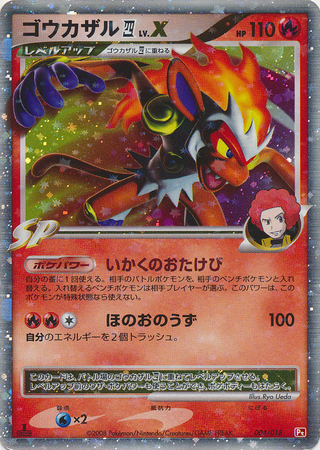 ゴウカザル[四] LV.X HP 110
レベルアップ ゴウカザル[四]に重ねる
SP
ポケパワー いかくのおたけび
自分の番に1回使える。相手のバトルポケモンを、相手のベンチポケモンと入れ
替える。入れ替えるベンチポケモンは相手プレイヤーが選ぶ。このパワーは、この
ポケモンが特殊状態なら使えない。
ほのおのうず 100
自分のエネルギーを2個トラッシュ。
このカードは、バトル場のゴウカザル[四]に重ねてレベルアップさせる。
レベルアップ前のワザ・ポケパワーも使うことができ、ポケボディーもはたらく。
Illus. Ryo Ueda
弱点 ×2 抵抗力
©2008 Pokémon/Nintendo/Creatures/GAME FREAK.